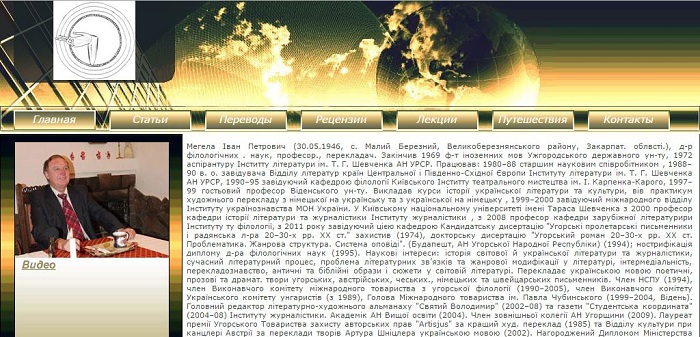 Главная Статьи Переводы Рецензии Лекции Путешествия Контакты
Видео
Мегела Іван Петрович (30.05.1946, с. Малий Березний, Великоберезнянського району, Закарпат. області.), д-р
філологічних . наук, професор., перекладач. Закінчив 1969 ф-т іноземних мов Ужгородського державного ун-ту, 1972
аспірантуру Інститту літератури ім. Т. Г. Шевченка АН УРСР. Працював: 1980–88 старшим науковим співробітником , 1988–
90 в. о. завідувача Відділу літератур країн Центральної і Південно-Східної Європи Інституту літератури ім. Т. Г. Шевченка
АН УРСР, 1990–95 завідуючий кафедрою філології Київського Інститту театрального мистецтва ім. І. Карпенка-Карого, 1997–
99 гостьовий професор Віденського ун-ту. Викладав курси історії української літератури та культури, вів практикум
художнього перекладу з німецької на українську та з української на німецьку , 1999–2000 завідуючий міжнародного відділу
Інституту українознавства МОН України. У Київському національному університеті імені Тараса Шевченка з 2000 професор
кафедри історії літератури та журналістики Інституту журналістики , з 2008 професор кафедри зарубіжної літературири
Інституту філології, з 2011 року завідуючий цією кафедрою Кандидатську дисертацію "Угорські пролетарські письменники
і радянська л-ра 20–30-х рр. ХХ ст." захистив (1974), докторську дисертацію "Угорський роман 20–30-х рр. ХХ ст.
Проблематика. Жанрова структура. Система оповіді". (Будапешт, АН Угорської Народної Республіки) (1994); нострифікація
диплому д-ра філологічних наук (1995). Наукові інтереси: історія світової й української літератури та журналістики,
сучасний літературний процес, проблема літературних зв'язків та жанрової модифікації у літературі, інтермедіальність
перекладознавство, античні та біблійні образи і сюжети у світовій літературі. Перекладає українською мовою поетичні,
прозові та драмат. твори угорських, австрійських, чеських., німецьких та швейцарських письменників. Член НСПУ (1994),
член Виконавчого комітету міжнародного товариства з угорської філології (1990–2005), член Виконавчого комітету
Українського комітету унгаристів (з 1989), Голова Міжнародного товариства ім. Павла Чубинського (1999–2004, Відень).
Головний редактор літературно-художнього альманаху "Святий Володимир" (2002–08) та газети "Студентська координата"
(2004–08) Інституту журналістики. Академік АН Вищої освіти (2004). Член зовнішньої колегії АН Угорщини (2009). Лауреат
премії Угорського Товариства захисту авторських прав "Artisjus" за кращий худ. переклад (1985) та Відділу культури при
канцлері Австрії за переклади творів Артура Шніцлера українською мовою (2002). Нагороджений Дипломом Міністерства